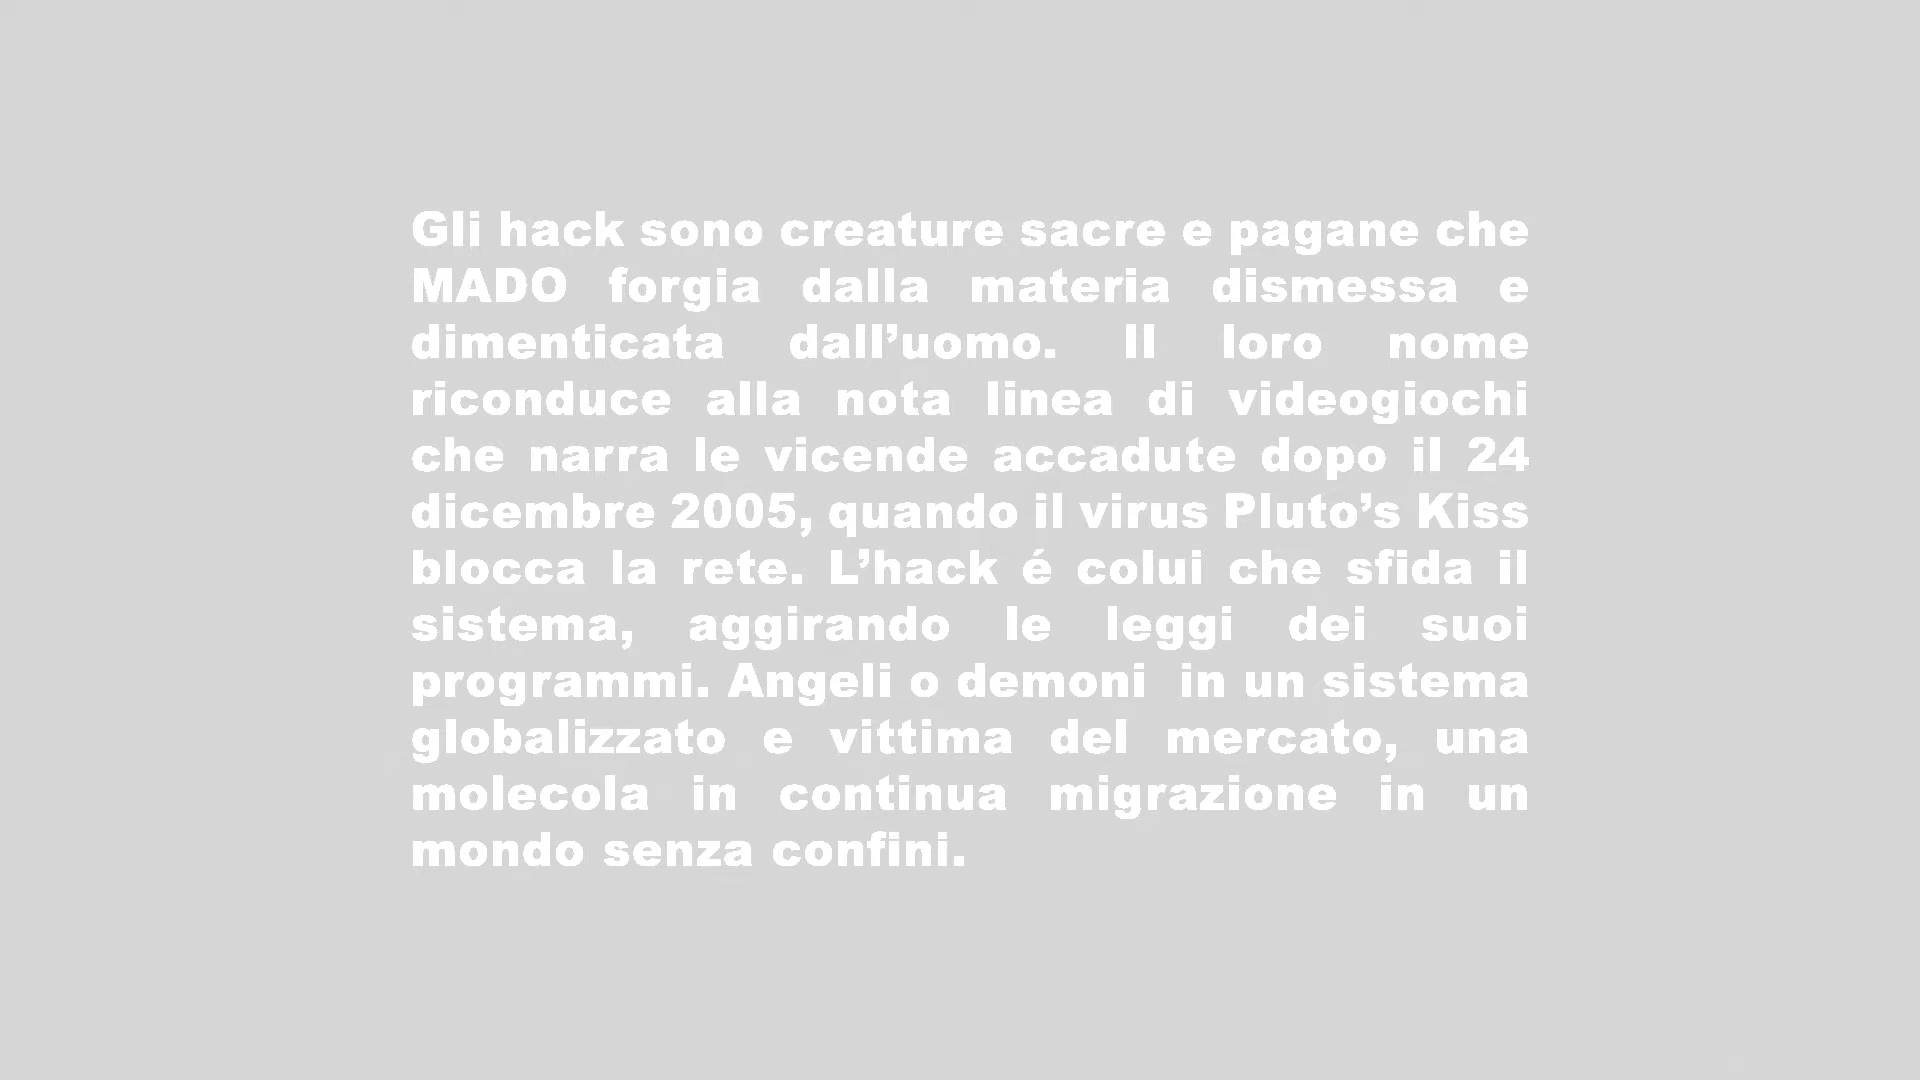 Gli hack sono creature sacre e pagane che
MADO forgia dalla materia dismessa e
dimenticata dall’uomo. Il loro nome
riconduce alla nota linea di videogiochi
che narra le vicende accadute dopo il 24
dicembre 2005, quando il virus Pluto’s Kiss
blocca la rete. L’hack é colui che sfida il
sistema, aggirando le leggi dei suoi
programmi. Angeli o demoni  in un sistema
globalizzato e vittima del mercato, una
molecola in continua migrazione in un
mondo senza confini.